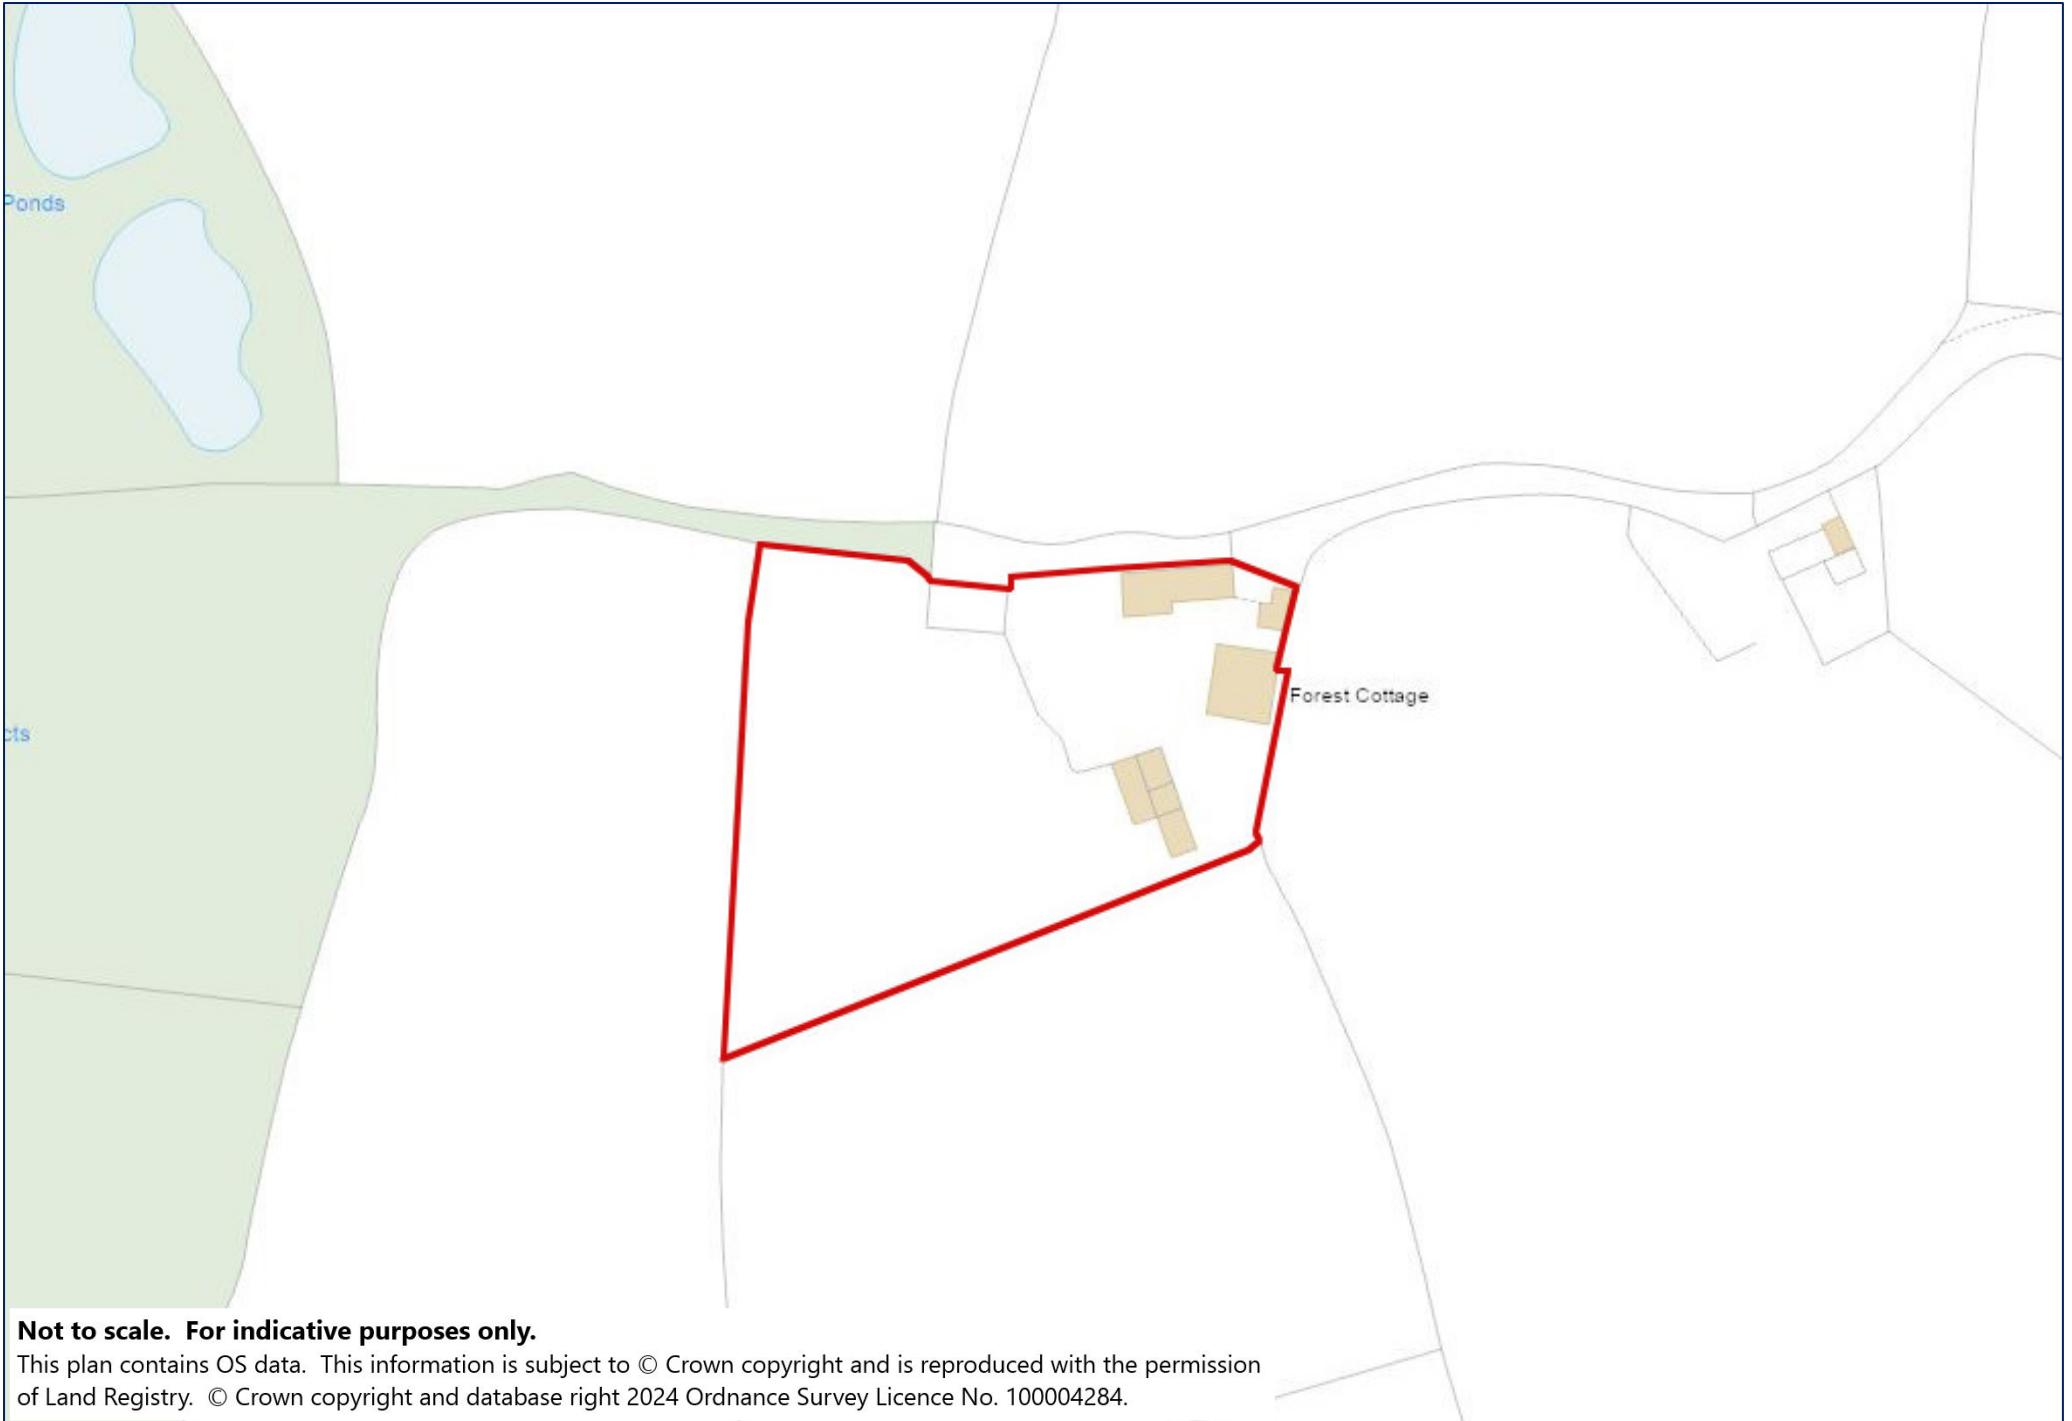 Ponds
Forest Cottage
cts
Not to scale.  For indicative purposes only.
This plan contains OS data.  This information is subject to © Crown copyright and is reproduced with the permission
of Land Registry.  © Crown copyright and database right 2024 Ordnance Survey Licence No. 100004284.